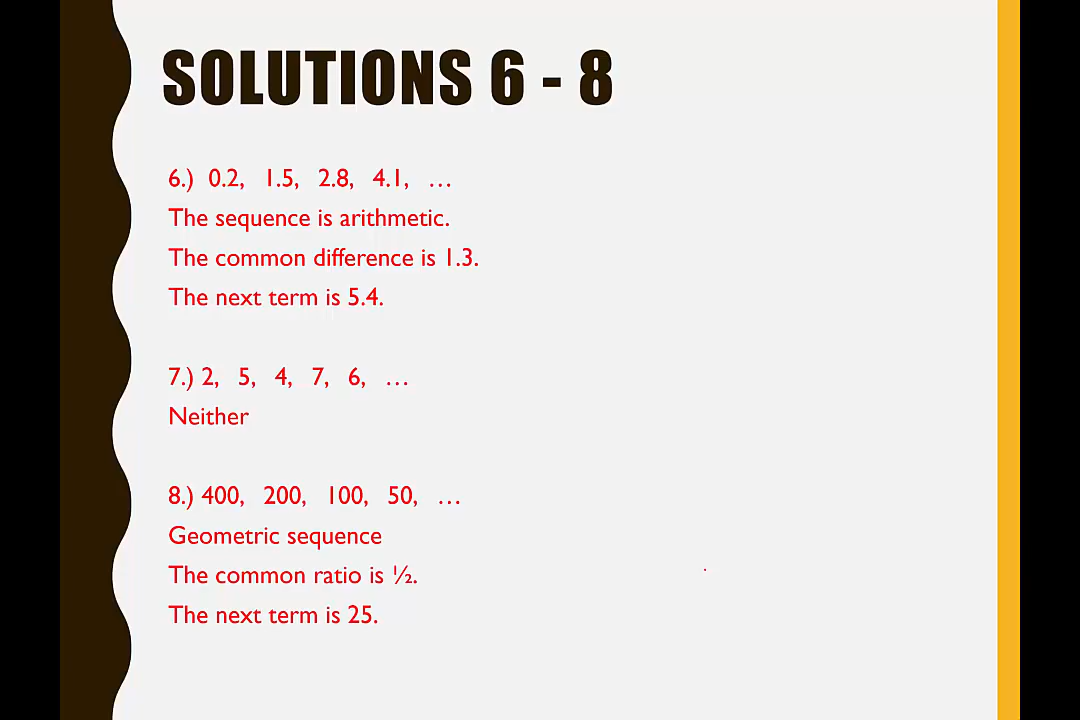 SOLUTIONS 6 - 8
6.) 0.2, 1.5, 2.8, 4.1, …
The sequence is arithmetic.
The common difference is 1.3.
The next term is 5.4.
7.) 2, 5, 4, 7, 6, …
Neither
8.) 400, 200, 100, 50, …
Geometric sequence
The common ratio is ½.
The next term is 25.